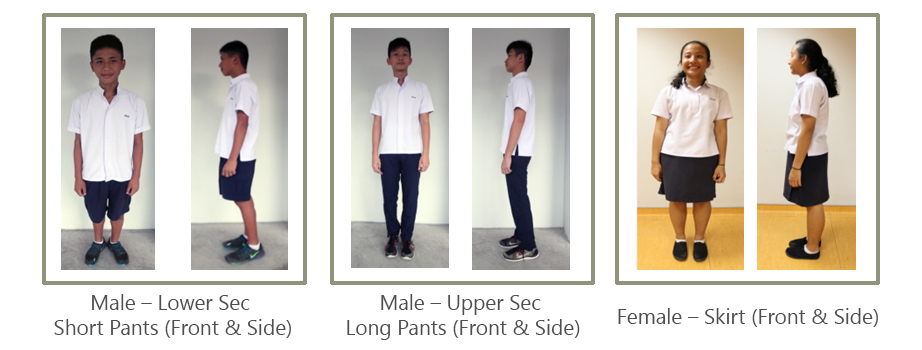 Male – Lower Sec
Short Pants (Front & Side)
Male – Upper Sec
Long Pants (Front & Side)
Female – Skirt (Front & Side)